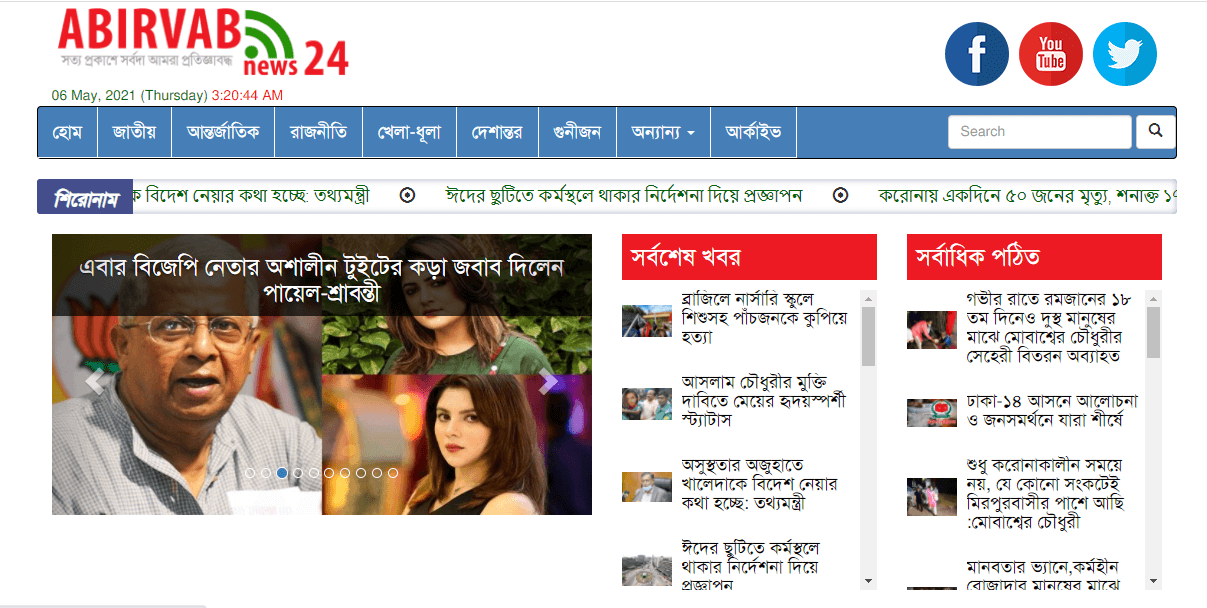 ABIRVAB
news 24
সত্য প্রকাশে সর্বদা আমরা প্রতিজ্ঞাবদ্ধ
You
Tube
06 May, 2021 (Thursday) 3:20:44 AM
হোম জাতীয় আন্তর্জাতিক রাজনীতি খেলা-ধূলা দেশান্তর গুনীজন অন্যান্য আর্কাইভ Search
শিরোনাম ক বিদেশ নেয়ার কথা হচ্ছে: তথ্যমন্ত্রী ঈদের ছুটিতে কর্মস্থলে থাকার নির্দেশনা দিয়ে প্রজ্ঞাপন করোনায় একদিনে ৫০ জনের মৃত্যু, শনাক্ত ১৭
এবার বিজেপি নেতার অশালীন টুইটের কড়া জবাব দিলেন
পায়েল-শ্রাবন্তী
সর্বশেষ খবর
ব্রাজিলে নার্সারি স্কুলে
শিশুসহ পাঁচজনকে কুপিয়ে
হত্যা
আসলাম চৌধুরীর মুক্তি
দাবিতে মেয়ের হৃদয়স্পর্শী
স্ট্যাটাস
অসুস্থতার অজুহাতে
খালেদাকে বিদেশ নেয়ার
কথা হচ্ছে: তথ্যমন্ত্রী
ঈদের ছুটিতে কর্মস্থলে
থাকার নির্দেশনা দিয়ে
প্রজ্ঞাপন
সর্বাধিক পঠিত
গভীর রাতে রমজানের ১৮
তম দিনেও দুস্থ মানুষের
মাঝে মোবাশ্বের চৌধুরীর
সেহেরী বিতরন অব্যাহত
ঢাকা-১৪ আসনে আলোচনা
ও জনসমর্থনে যারা শীর্ষে
শুধু করোনাকালীন সময়ে
নয়, যে কোনো সংকটেই
মিরপুরবাসীর পাশে আছি
:মোবাশ্বের চৌধুরী
মানবতার ভ্যানে,কর্মহীন
রোজাদার মানুষের মাঝে